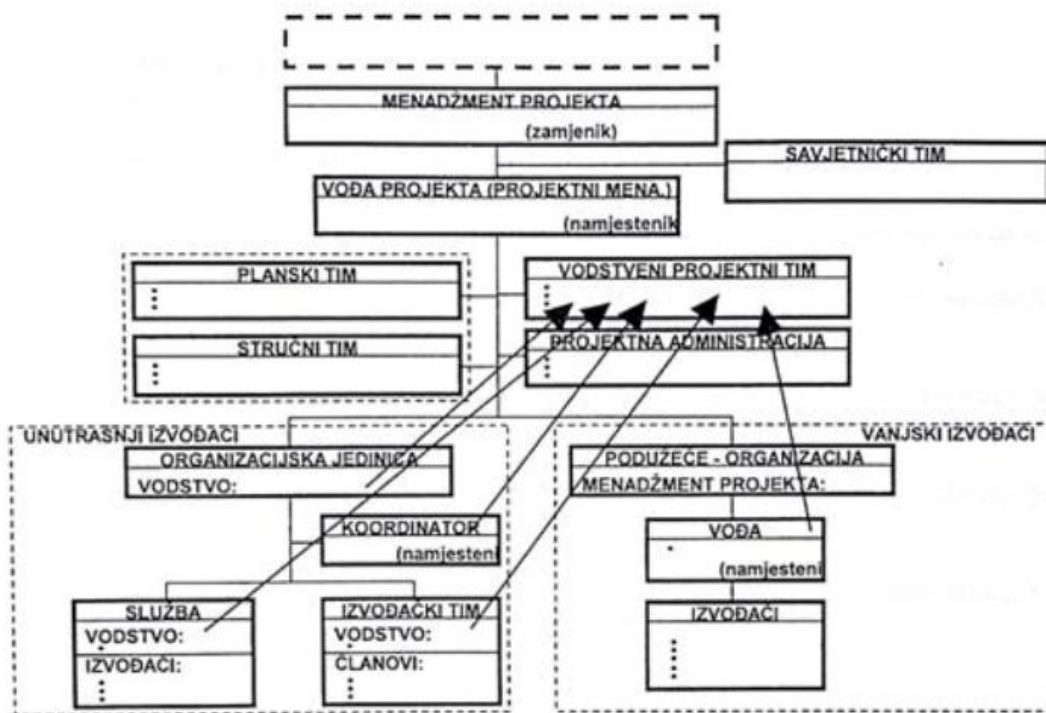 MENADŽMENT PROJEKTA
(zamjenik)
SAVJETNIČKI TIM
VOĐA PROJEKTA (PROJEKTNI MENA.)
(namjestenik
PLANSKI TIM
VODSTVENI PROJEKTNI TIM
STRUČNI TIM
PROJEKTNA ADMINISTRACIJA
UNUTRASNJI IZVOĐAČI
VANJSKI IZVOĐAČI
ORGANIZACIJSKA JEDINICA
VODSTVO:
PODUŽEĆE - ORGANIZACIJA
MENADŽMENT PROJEKTA:
KOORDINATOR
(namjesteni
VOĐA
(namjesteni
SLUŽBA
VODSTVO:
IZVOĐAČI:
IZVOĐAČKI TIM
VODSTVO:
ČLANOVI:
IZVOĐAČI